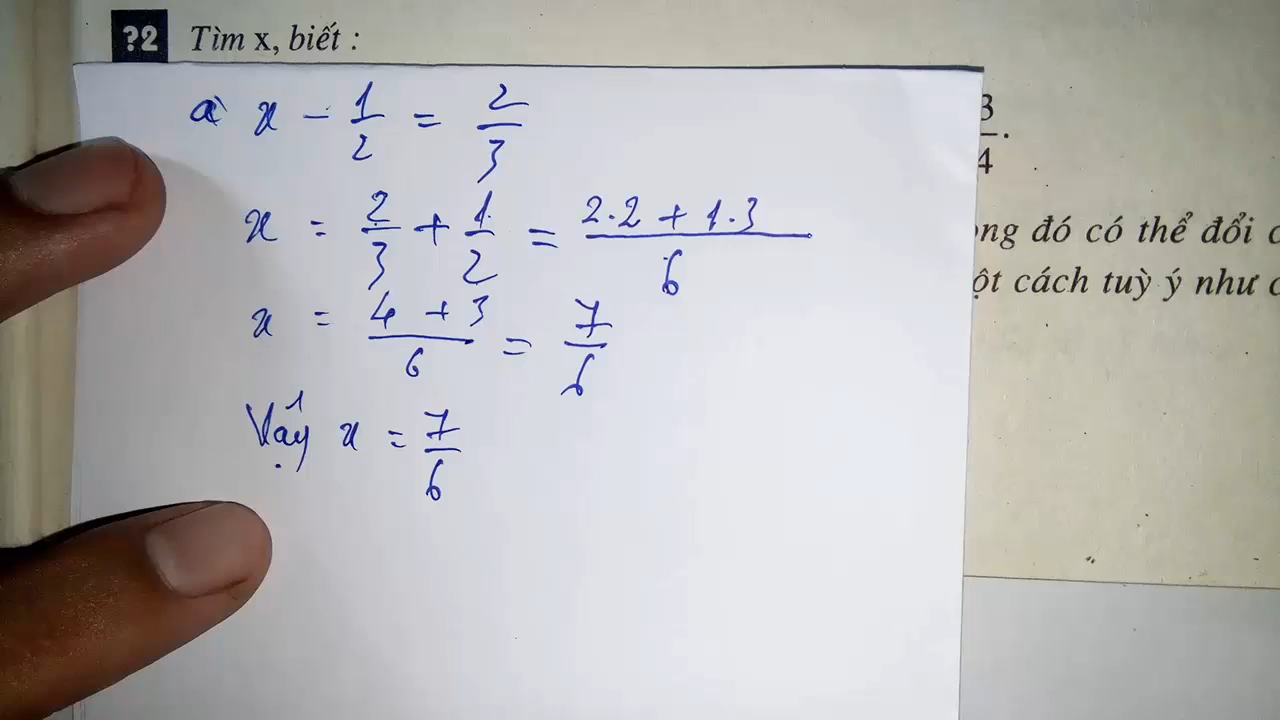 ?2 Tìm x, biết :
a) x - 1/2 = 2/3
3/4.
x = 2/3 + 1/2 = (2.2 + 1.3)/6
ong đó có thể đổi
ột cách tuỳ ý như
x = (4 + 3)/6 = 7/6
Vậy x = 7/6